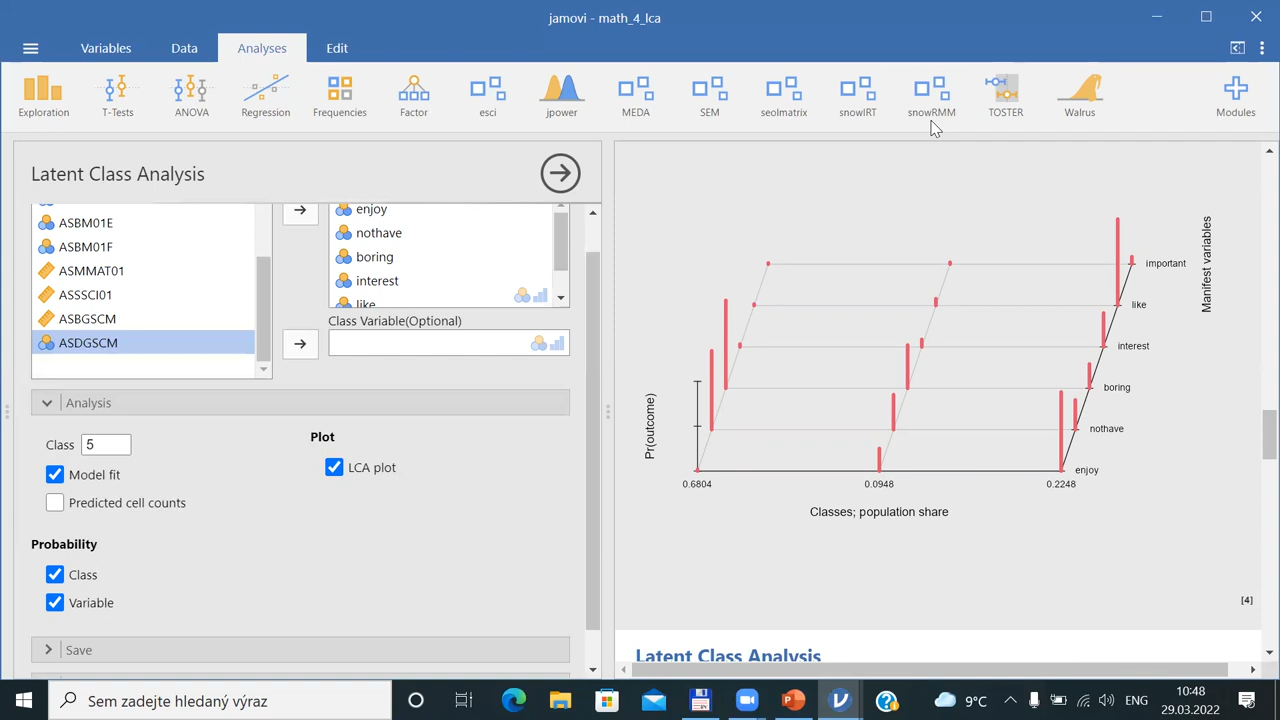 jamovi - math_4_lca
Variables
Data
Analyses
Edit
Exploration
T-Tests
ANOVA
Regression
Frequencies
Factor
esci
jpower
MEDA
SEM
seolmatrix
snowIRT
snowRMM
TOSTER
Walrus
Modules
Latent Class Analysis
ASBM01E
ASBM01F
ASMMAT01
ASSSCI01
ASBGSCM
ASDGSCM
enjoy
nothave
boring
interest
like
Class Variable(Optional)
Analysis
Class 5
Model fit
Predicted cell counts
Plot
LCA plot
Probability
Class
Variable
Save
Manifest variables
important
like
interest
boring
nothave
enjoy
Pr(outcome)
0.6804 0.0948 0.2248
Classes; population share
[4]
Latent Class Analysis
Sem zadejte hledaný výraz
9°C
ENG
10:48
29.03.2022